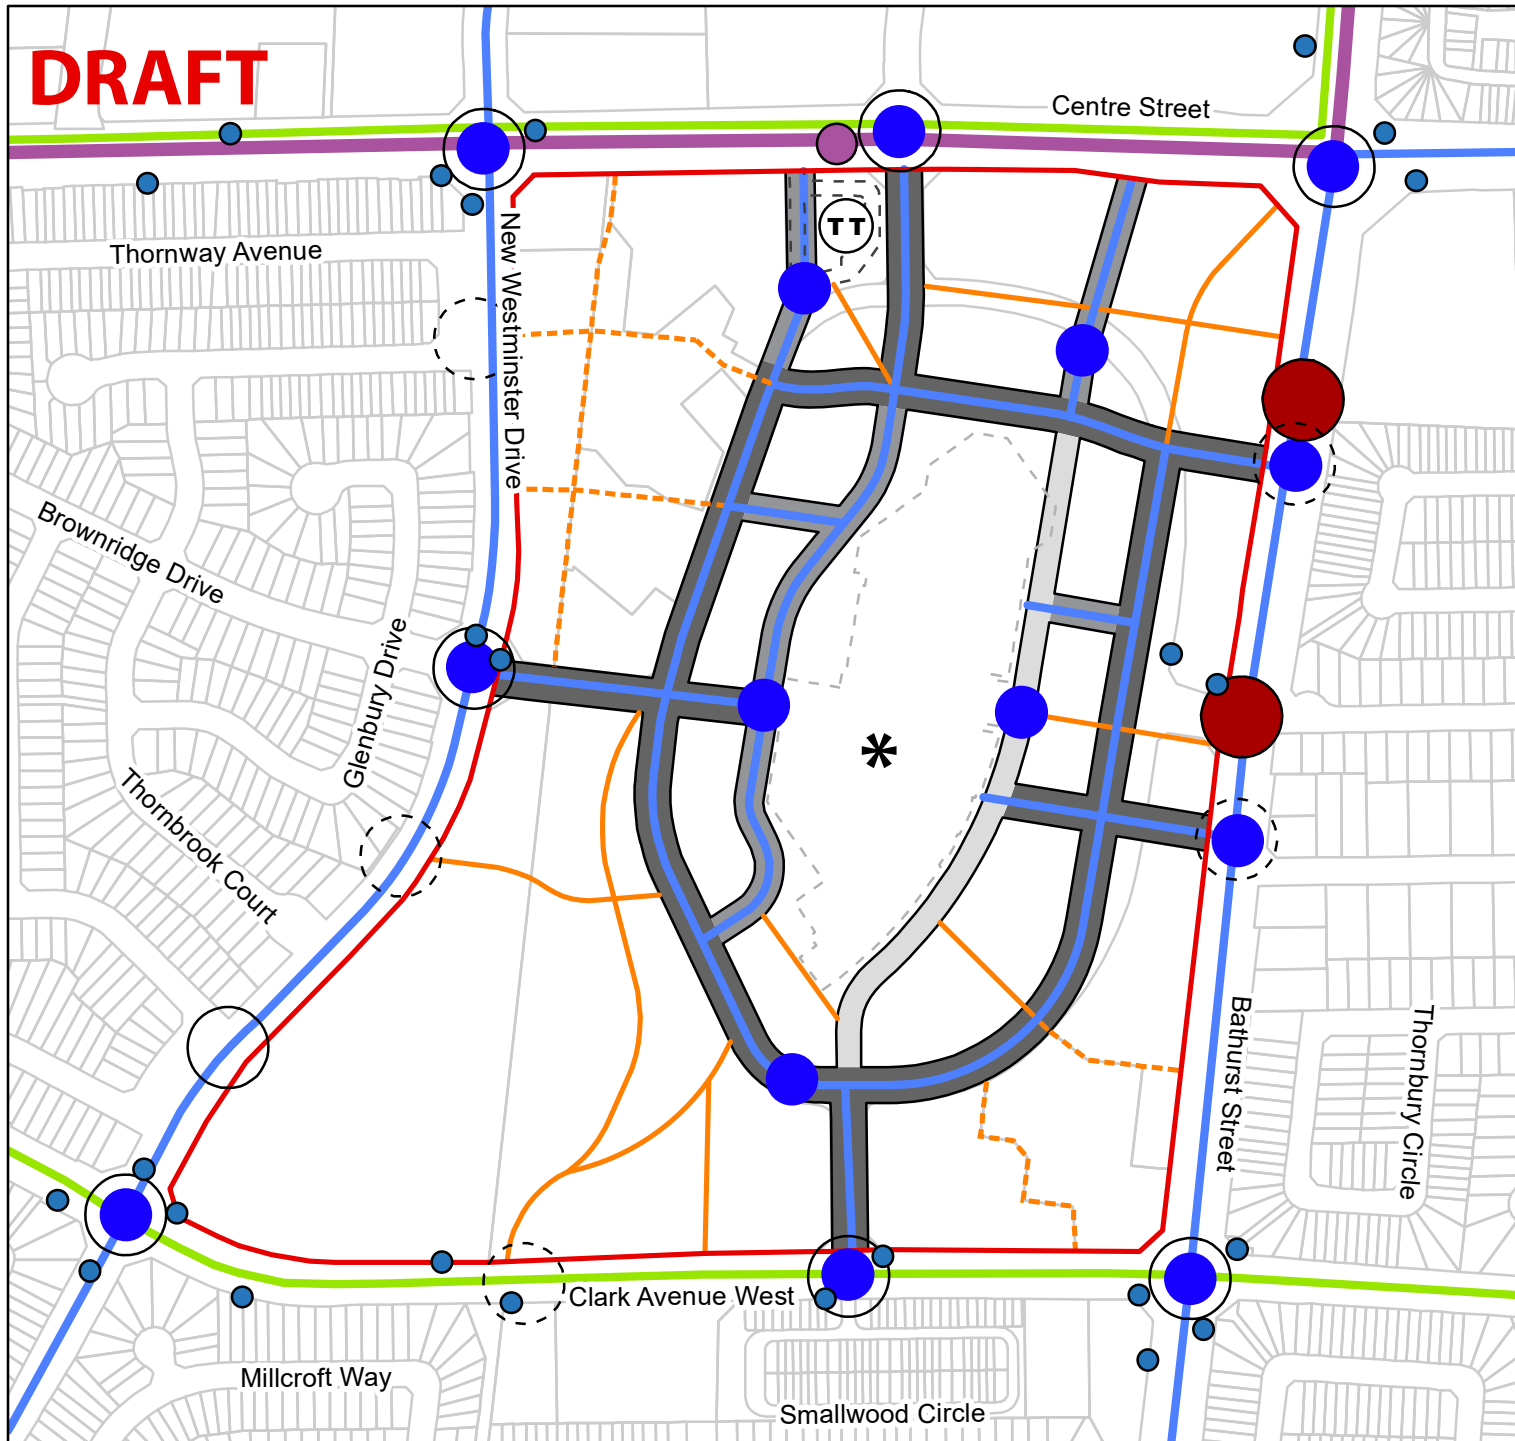 DRAFT
Centre Street
Thornway Avenue
TT
New Westminster Drive
Brownridge Drive
Glenbury Drive
*
Thornbrook Court
Bathurst Street
Thornbury Circle
Clark Avenue West
Millcroft Way
Smallwood Circle